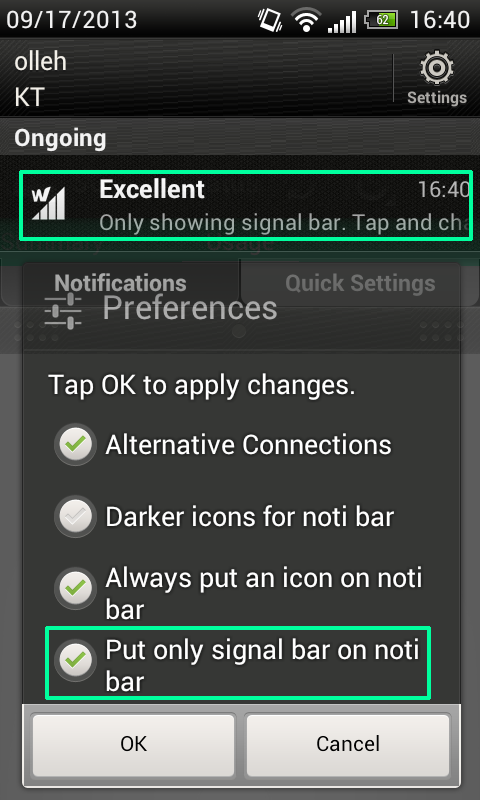 09/17/2013 62 16:40
olleh
KT
Settings
Ongoing
W Excellent 16:40
Only showing signal bar. Tap and cha
Notifications Quick Settings
Preferences
Tap OK to apply changes.
Alternative Connections
Darker icons for noti bar
Always put an icon on noti
bar
Put only signal bar on noti
bar
OK Cancel